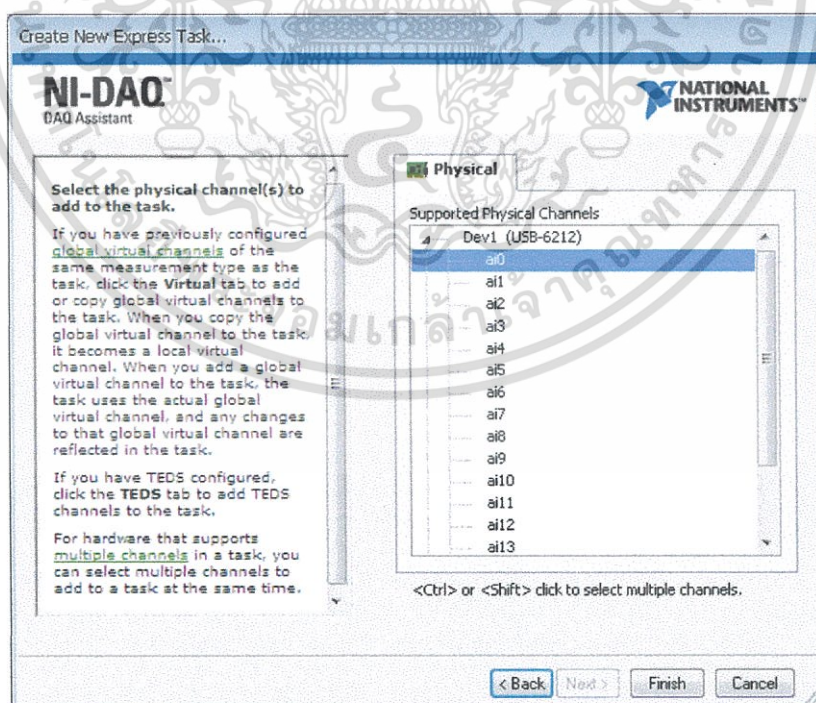 Create New Express Task...
NI-DAQ™
DAQ Assistant
NATIONAL
INSTRUMENTS™
Select the physical channel(s) to
add to the task.
If you have previously configured
global virtual channels of the
same measurement type as the
task, click the Virtual tab to add
or copy global virtual channels to
the task. When you copy the
global virtual channel to the task,
it becomes a local virtual
channel. When you add a global
virtual channel to the task, the
task uses the actual global
virtual channel, and any changes
to that global virtual channel are
reflected in the task.
If you have TEDS configured,
click the TEDS tab to add TEDS
channels to the task.
For hardware that supports
multiple channels in a task, you
can select multiple channels to
add to a task at the same time.
Physical
Supported Physical Channels
Dev1 (USB-6212)
ai0
ai1
ai2
ai3
ai4
ai5
ai6
ai7
ai8
ai9
ai10
ai11
ai12
ai13
<Ctrl> or <Shift> click to select multiple channels.
< Back
Next >
Finish
Cancel